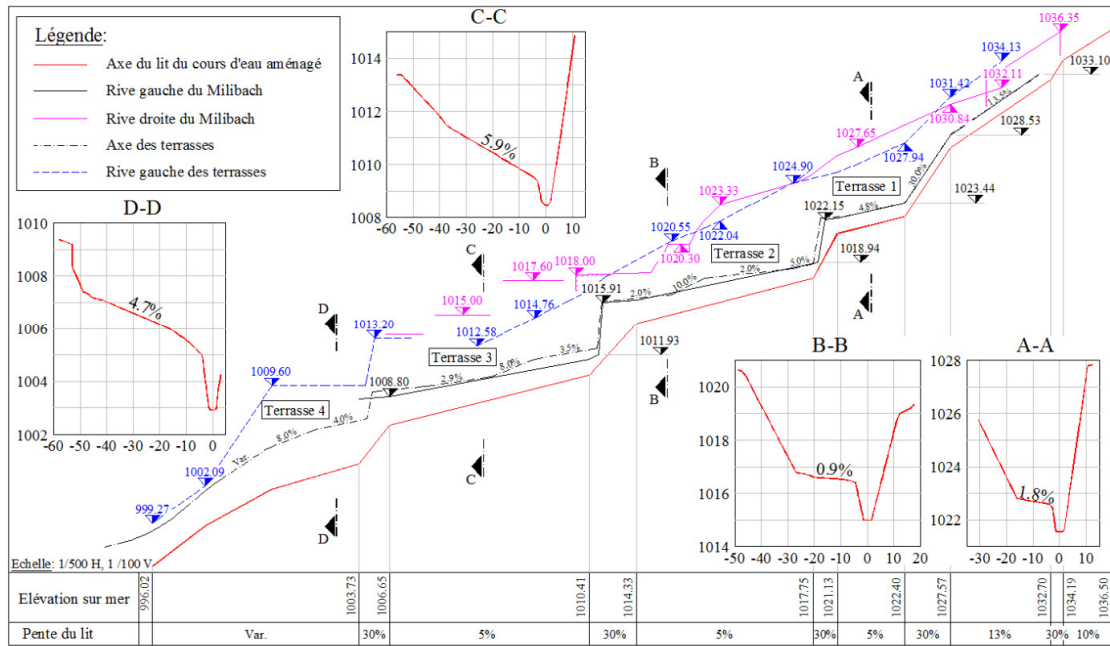 Légende:
Axe du lit du cours d'eau aménagé
Rive gauche du Milibach
Rive droite du Milibach
Axe des terrasses
Rive gauche des terrasses
C-C
1014
1012
1010
1008
5.9%
-60 -50 -40 -30 -20 -10 0 10
D-D
1010
1008
1006
1004
1002
4.7%
-60 -50 -40 -30 -20 -10 0
1036.35
1034.13
1033.10
1032.11
1031.42
13.5%
1030.84
1028.53
A
1027.65
1027.94
30.0%
B
1024.90
Terrasse 1
1023.44
1023.33
1022.15
4.8%
1020.55
1022.04
Terrasse 2
1018.94
1020.30
2.0%
5.0%
10.0%
2.0%
C
1018.00
1017.60
1015.91
A
1015.00
1014.76
D
1013.20
1012.58
1011.93
Terrasse 3
3.5%
8.0%
2.9%
1009.60
1008.80
B
Terrasse 4
4.0%
8.0%
Var.
C
1002.09
999.27
D
B-B
1020
1018
1016
1014
0.9%
-50 -40 -30 -20 -10 0 10 20
A-A
1028
1026
1024
1022
1.8%
-30 -20 -10 0 10
Echelle: 1/500 H, 1 /100 V
Elévation sur mer 996.02 1003.73 1006.65 1010.41 1014.33 1017.75 1021.13 1022.40 1027.57 1032.70 1034.19 1036.50
Pente du lit Var. 30% 5% 30% 5% 30% 5% 30% 13% 30% 10%